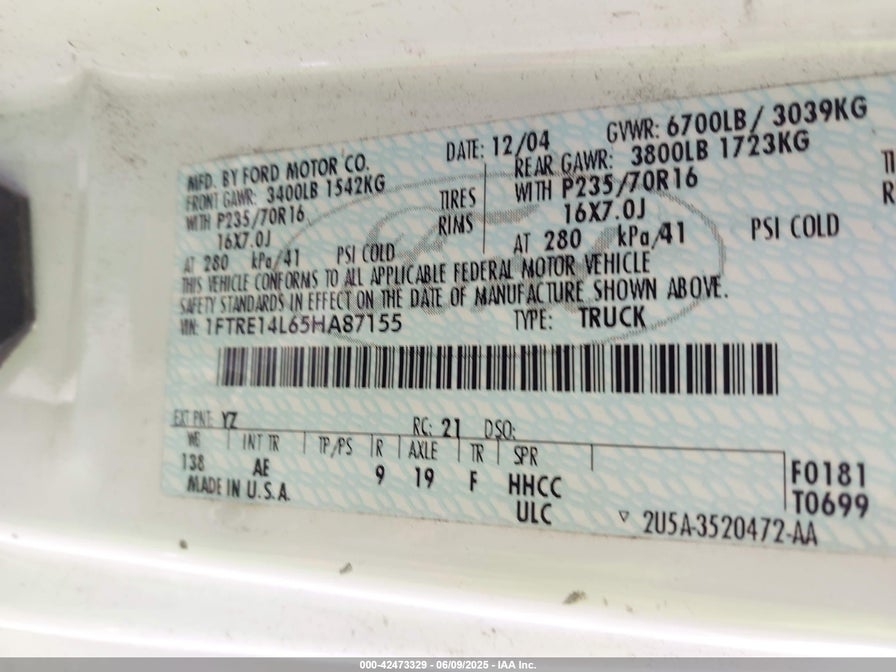 MFD. BY FORD MOTOR CO.
DATE: 12/04
GVWR: 6700LB / 3039KG
FRONT GAWR: 3400LB 1542KG
REAR GAWR: 3800LB 1723KG
WITH P235/70R16
TIRES
WITH P235/70R16
16X7.0J
RIMS
16X7.0J
AT 280 kPa/41 PSI COLD
AT 280 kPa/41 PSI COLD
THIS VEHICLE CONFORMS TO ALL APPLICABLE FEDERAL MOTOR VEHICLE
SAFETY STANDARDS IN EFFECT ON THE DATE OF MANUFACTURE SHOWN ABOVE.
VIN: 1FTRE14L65HA87155
TYPE: TRUCK
EXT PNT: YZ RC: 21 DSO:
WB INT TR TP/PS R AXLE TR SPR
138 AE 9 19 F HHCC
F0181
MADE IN U.S.A. ULC
T0699
2U5A-3520472-AA
000-42473329 - 06/09/2025 - IAA Inc.